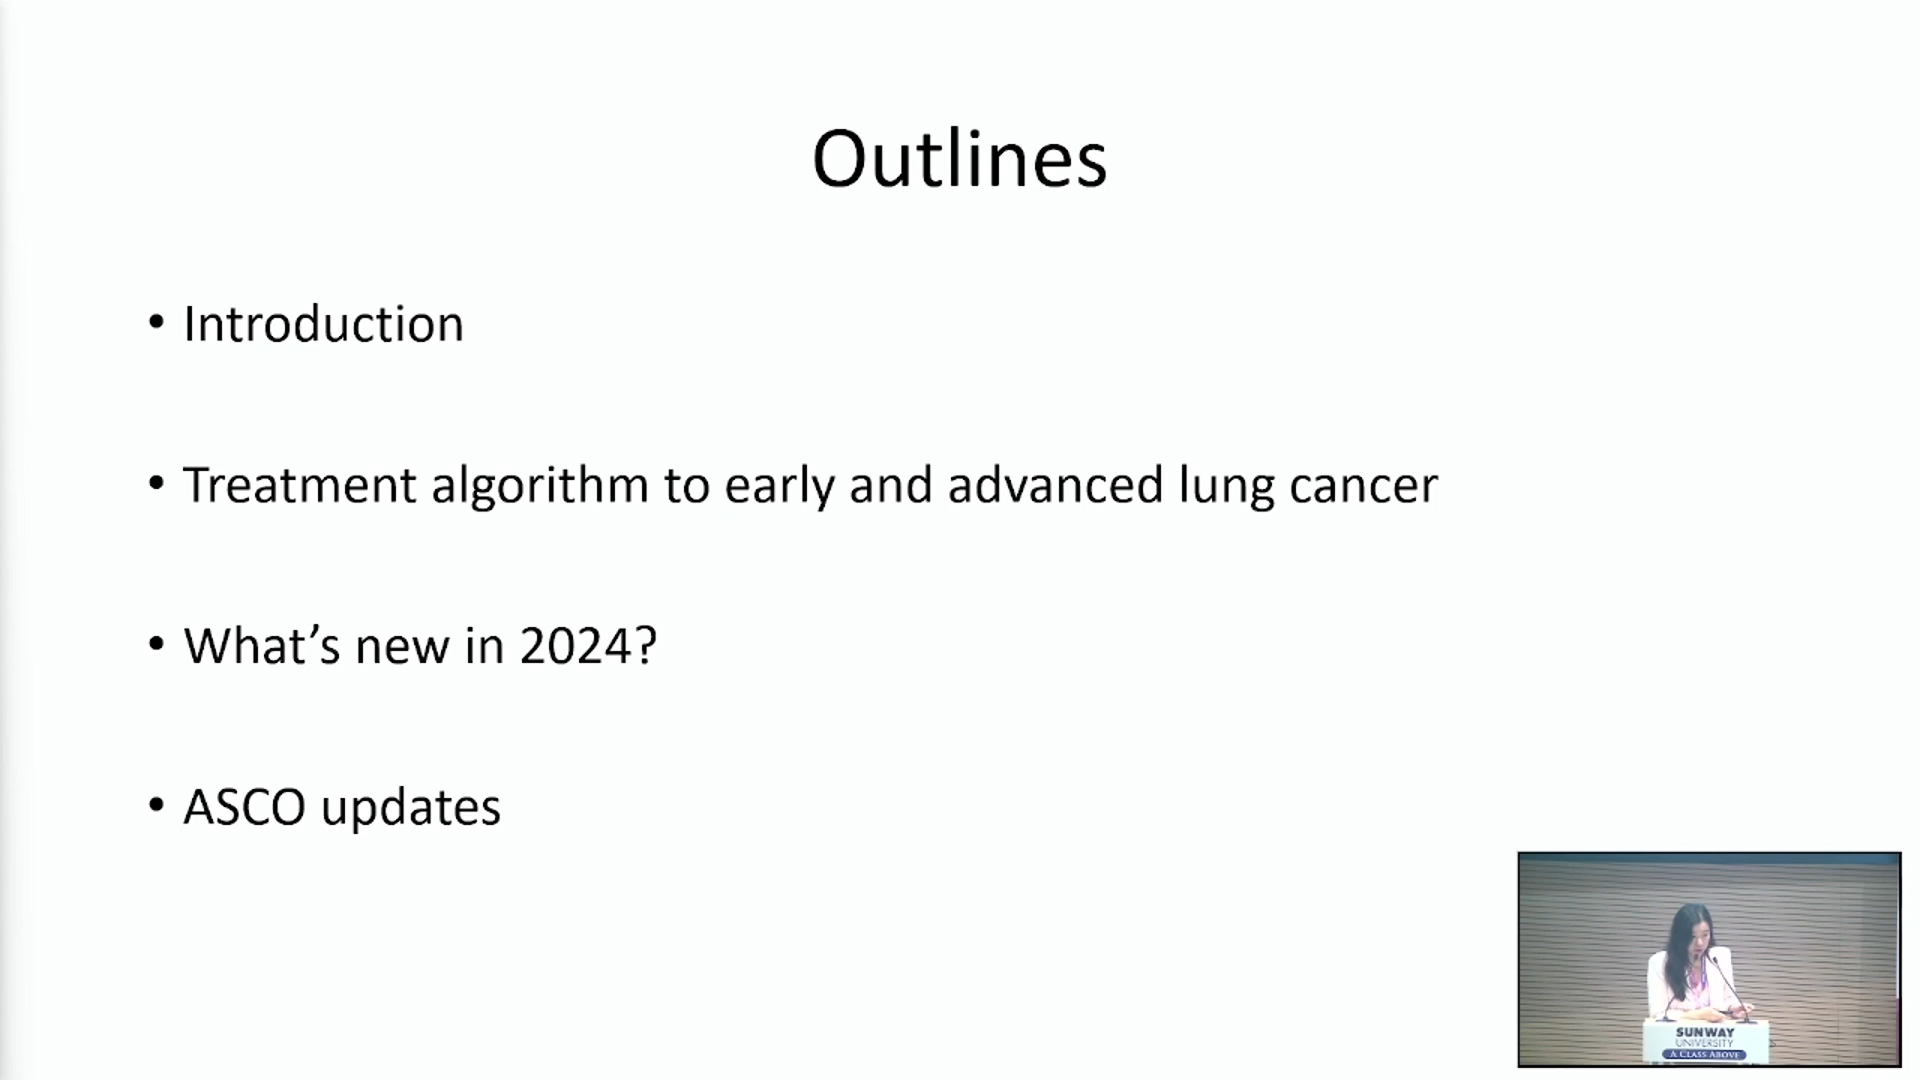 Outlines
• Introduction
• Treatment algorithm to early and advanced lung cancer
• What’s new in 2024?
• ASCO updates
SUNWAY
UNIVERSITY
A CLASS ABOVE